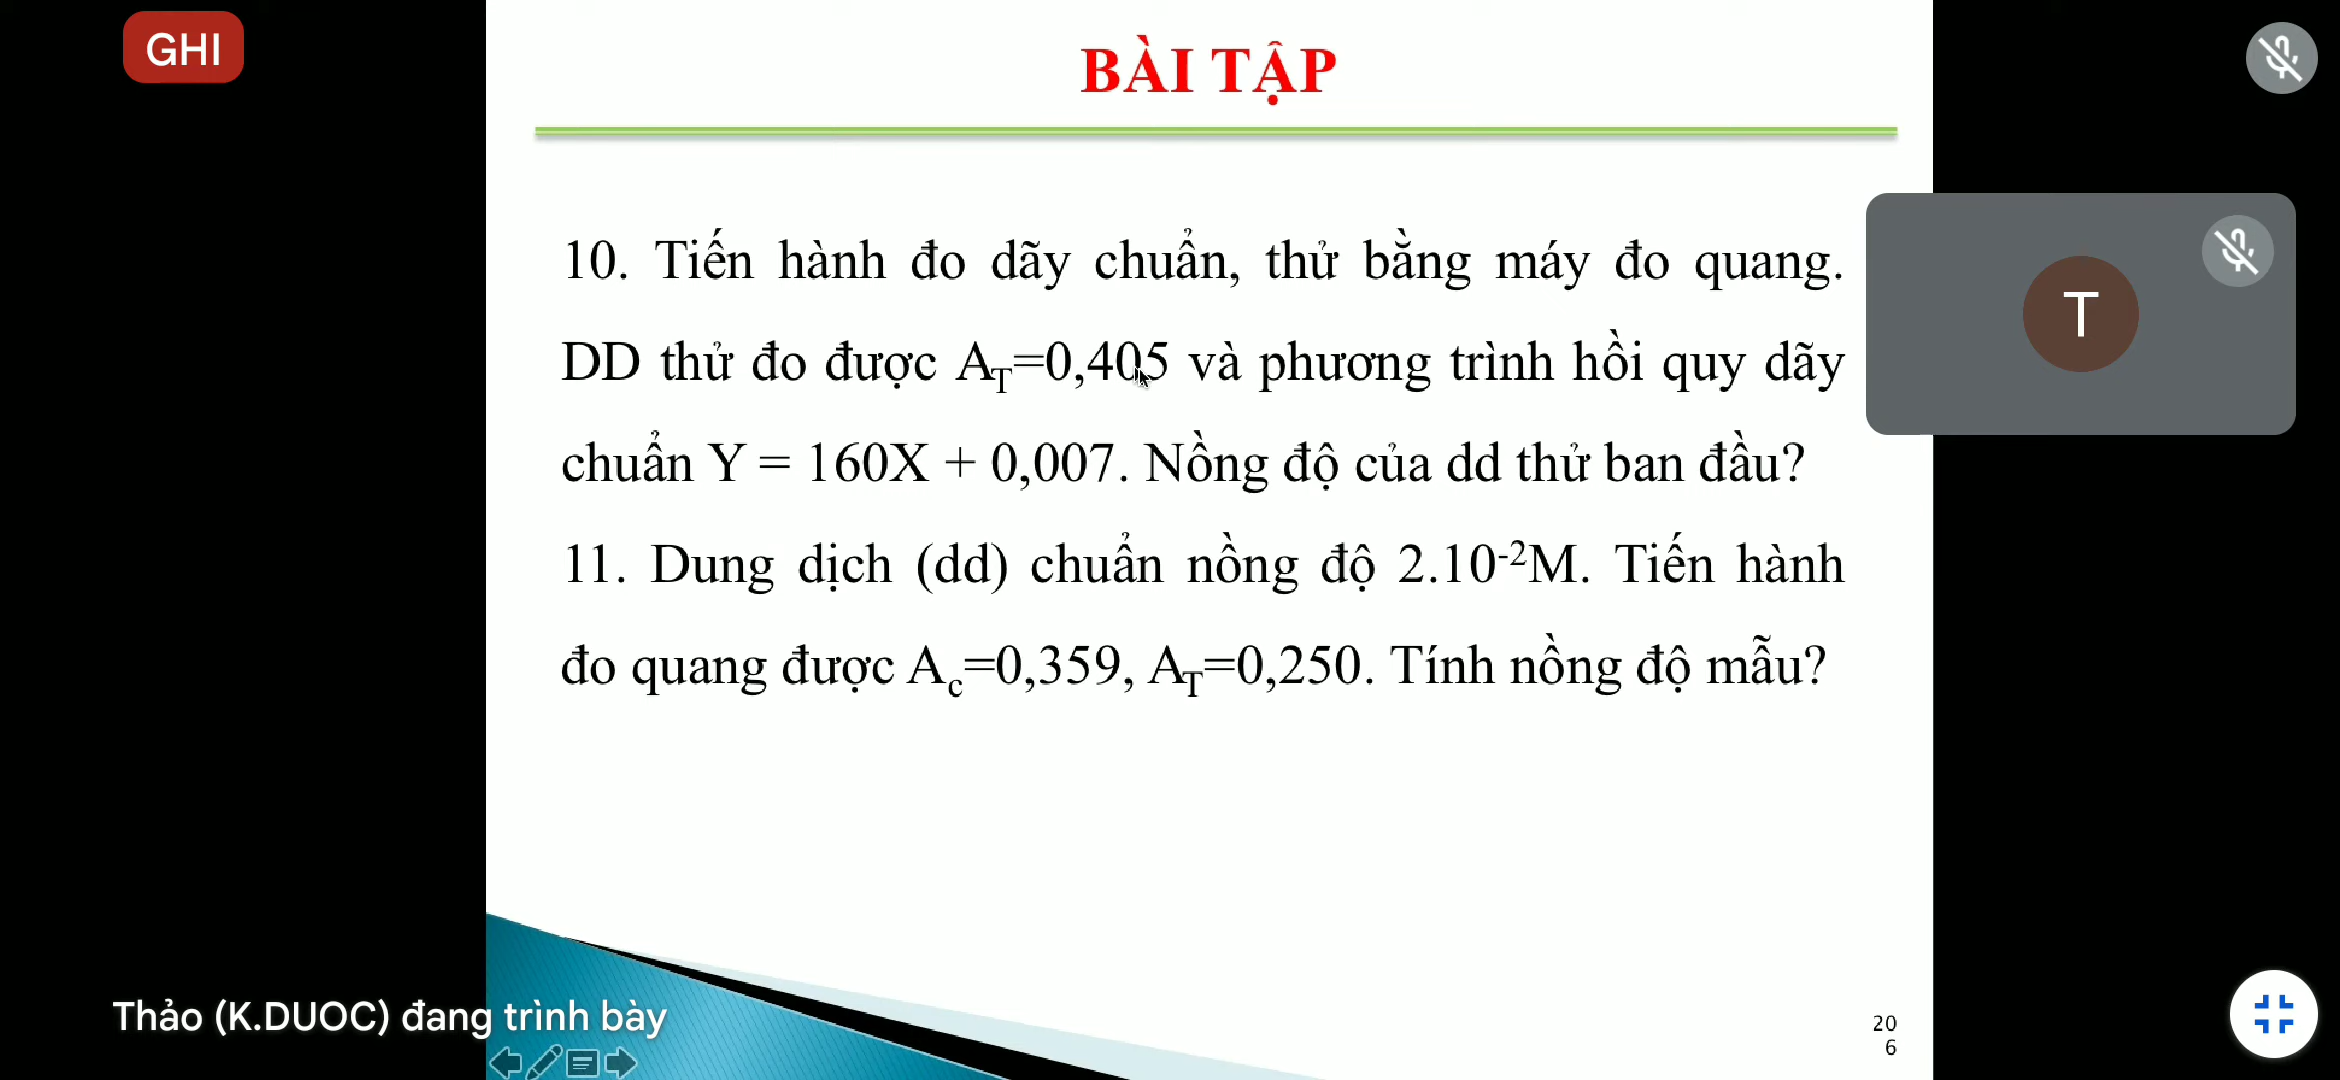 GHI
BÀI TẬP
10. Tiến hành đo dãy chuẩn, thử bằng máy đo quang.
DD thử đo được A_T=0,405 và phương trình hồi quy dãy
chuẩn Y = 160X + 0,007. Nồng độ của dd thử ban đầu?
11. Dung dịch (dd) chuẩn nồng độ 2.10⁻²M. Tiến hành
đo quang được A_c=0,359, A_T=0,250. Tính nồng độ mẫu?
T
Thảo (K.DUOC) đang trình bày
20
6